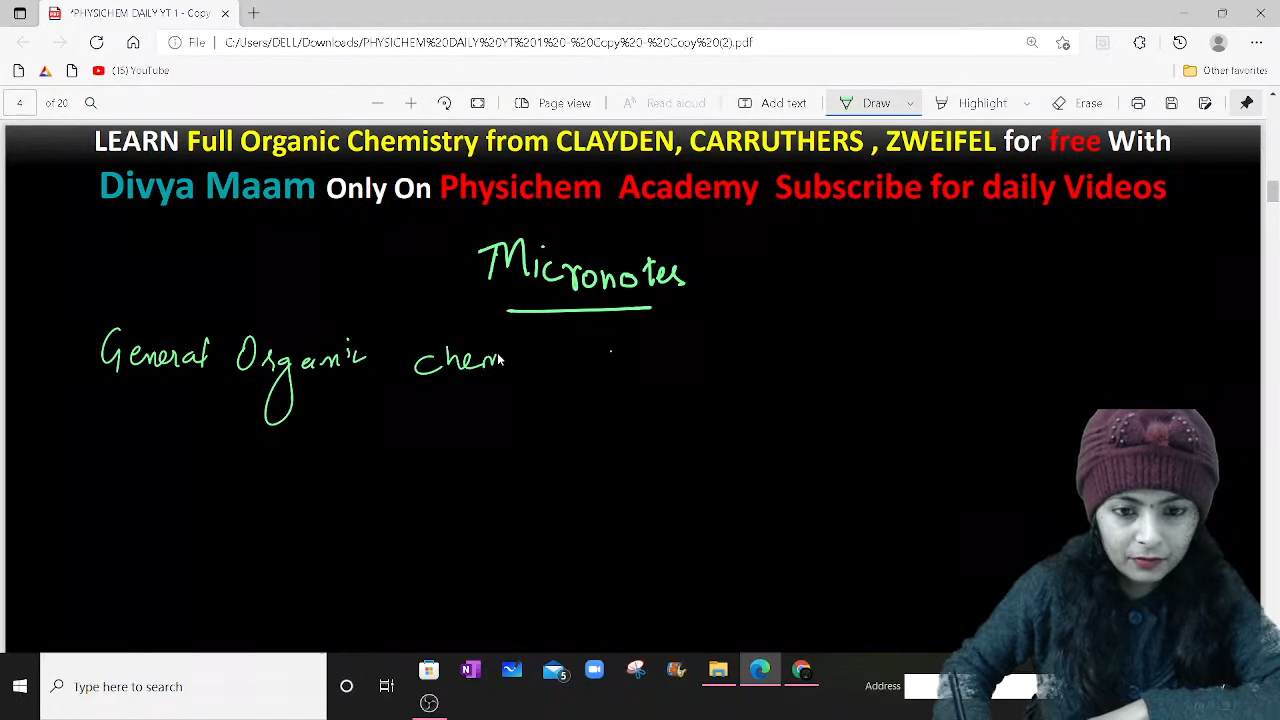 *PHYSICHEM DAILY YT 1 - Copy
File
C:/Users/DELL/Downloads/PHYSICHEM%20DAILY%20YT%201%20-%20Copy%20-%20Copy%20(2).pdf
(15) YouTube
Other favorites
4 of 20
Page view
Read aloud
Add text
Draw
Highlight
Erase
LEARN Full Organic Chemistry from CLAYDEN, CARRUTHERS , ZWEIFEL for free With
Divya Maam Only On Physichem Academy Subscribe for daily Videos
Micronotes
General Organic chem
Type here to search
5
Address